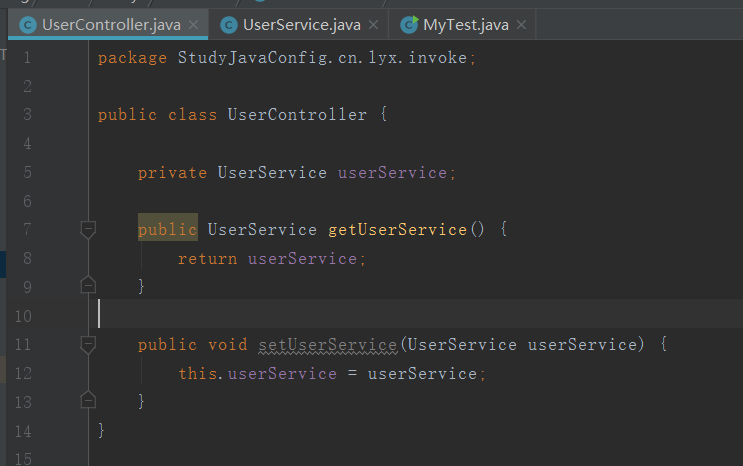 UserController.java × UserService.java × MyTest.java ×
1 package StudyJavaConfig.cn.lyx.invoke;
2
3 public class UserController {
4
5 private UserService userService;
6
7 public UserService getUserService() {
8 return userService;
9 }
10
11 public void setUserService(UserService userService) {
12 this.userService = userService;
13 }
14 }
15